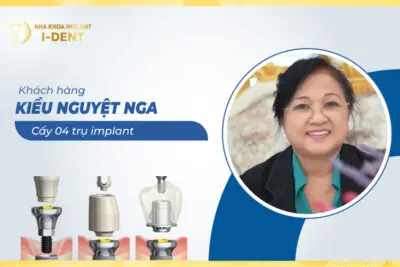 NHA KHOA IMPLANT
I-DENT
Khách hàng
KIỀU NGUYỆT NGA
Cấy 04 trụ implant